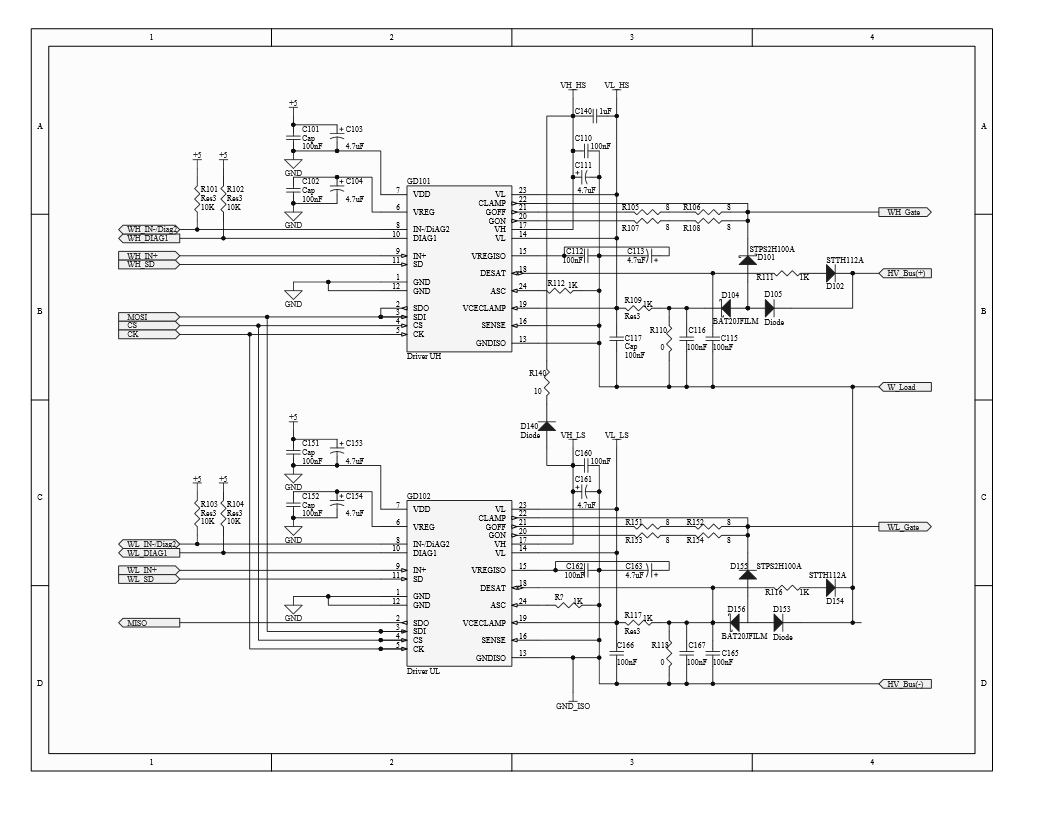 1 2 3 4
A A
B B
C C
D D
1 2 3 4
VH_HS VL_HS
+5
C140 1uF
C101 Cap 100nF
C103 4.7uF
C110 100nF
C111 4.7uF
GND
+5 +5
C102 Cap 100nF
C104 4.7uF
GND
R101 Res3 10K
R102 Res3 10K
GD101
7 VDD VL 23
CLAMP 22
6 VREG GOFF 21
GON 20
8 IN-/DiAG2 VH 17
10 DIAG1 VL 14
9 IN+ VREGISO 15
11 SD
DESAT 18
1 GND
12 GND ASC 24
2 SDO VCECLAMP 19
3 SDI
4 CS SENSE 16
5 CK
GNDISO 13
Driver UH
WH_IN-/Diag2
WH_DIAG1
WH_IN+
WH_SD
GND
MOSI
CS
CK
R105 8 R106 8
R107 8 R108 8
WH_Gate
C112 100nF
C113 4.7uF
STPS2H100A
D101
STTH112A
D102
R111 1K
HV_Bus(+)
R112 1K
R109 1K
Res3
D104
BAT20JFILM
D105
Diode
R110 0
C116 100nF
C115 100nF
C117 Cap 100nF
R140 10
W_Load
D140 Diode
VH_LS VL_LS
+5
C151 Cap 100nF
C153 4.7uF
C160 100nF
C161 4.7uF
GND
+5 +5
C152 Cap 100nF
C154 4.7uF
GND
R103 Res3 10K
R104 Res3 10K
GD102
7 VDD VL 23
CLAMP 22
6 VREG GOFF 21
GON 20
8 IN-/DiAG2 VH 17
10 DIAG1 VL 14
9 IN+ VREGISO 15
11 SD
DESAT 18
1 GND
12 GND ASC 24
2 SDO VCECLAMP 19
3 SDI
4 CS SENSE 16
5 CK
GNDISO 13
Driver UL
WL_IN-/Diag2
WL_DIAG1
WL_IN+
WL_SD
GND
MISO
R151 8 R152 8
R153 8 R154 8
WL_Gate
C162 100nF
C163 4.7uF
D155 STPS2H100A
STTH112A
D154
R116 1K
R? 1K
R117 1K
Res3
D156
BAT20JFILM
D153
Diode
R118 0
C166 100nF
C167 100nF
C165 100nF
HV_Bus(-)
GND_ISO